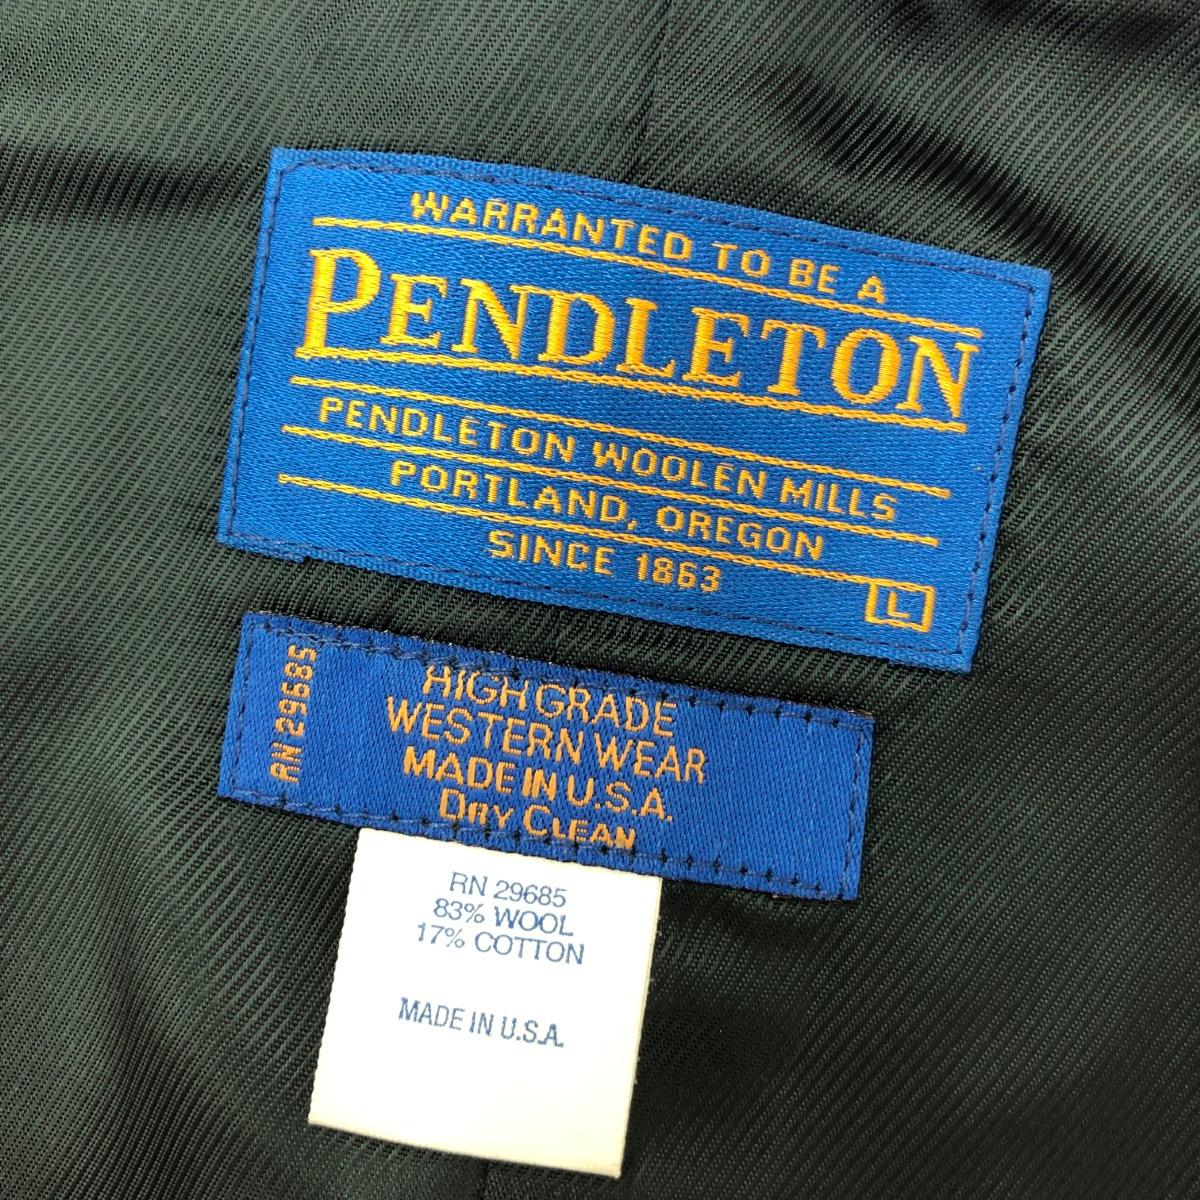 WARRANTED TO BE A
PENDLETON
PENDLETON WOOLEN MILLS
PORTLAND, OREGON
SINCE 1863
L
RN 29685
HIGH GRADE
WESTERN WEAR
MADE IN U.S.A.
DRY CLEAN
RN 29685
83% WOOL
17% COTTON
MADE IN U.S.A.